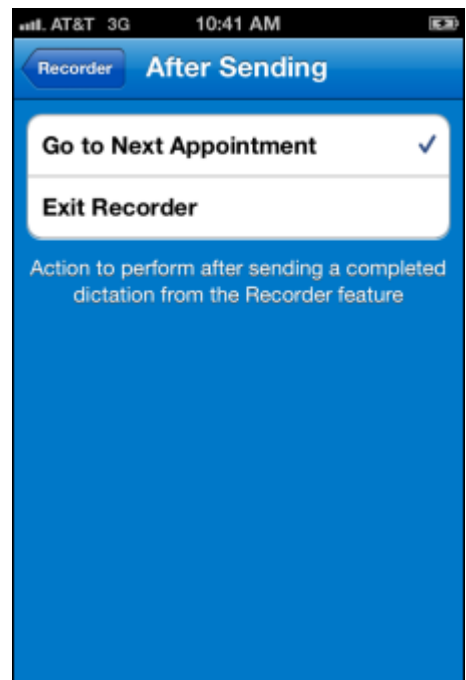 AT&T 3G 10:41 AM
Recorder After Sending
Go to Next Appointment
Exit Recorder
Action to perform after sending a completed
dictation from the Recorder feature